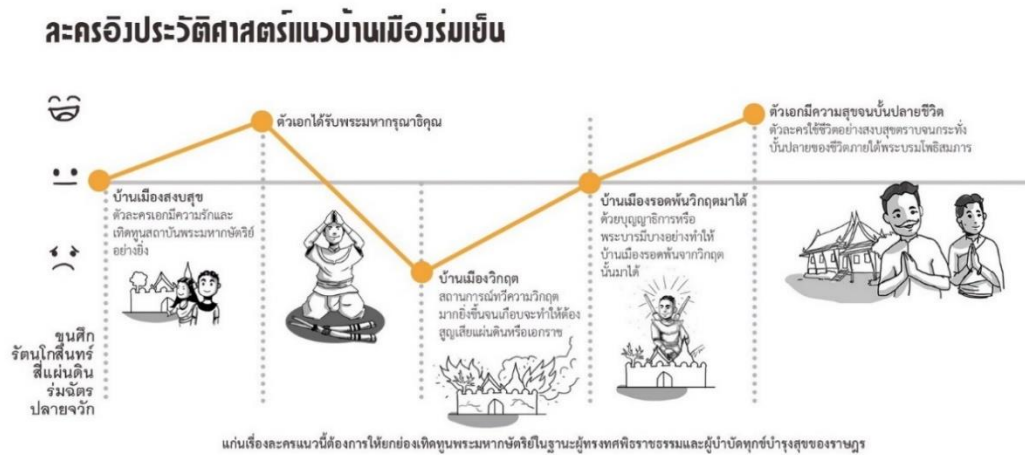 ละครอิงประวัติศาสตร์แนวบ้านเมืองร่มเย็น
ตัวเอกได้รับพระมหากรุณาธิคุณ
ตัวเอกมีความสุขจนบั้นปลายชีวิต
ตัวละครใช้ชีวิตอย่างสงบสุขตราบจนกระทั่ง
บั้นปลายของชีวิตภายใต้พระบรมโพธิสมภาร
บ้านเมืองสงบสุข
ตัวละครเอกมีความรักและ
เทิดทูนสถาบันพระมหากษัตริย์
อย่างยิ่ง
บ้านเมืองวิกฤต
สถานการณ์ทวีความวิกฤต
มากยิ่งขึ้นจนเกือบจะทำให้ต้อง
สูญเสียแผ่นดินหรือเอกราช
บ้านเมืองรอดพ้นวิกฤตมาได้
ด้วยบุญญาธิการหรือ
พระบารมีบางอย่างทำให้
บ้านเมืองรอดพ้นจากวิกฤต
นั้นมาได้
ขุนศึก
รัตนโกสินทร์
สี่แผ่นดิน
ร่มฉัตร
ปลายจวัก
แก่นเรื่องละครแนวนี้ต้องการให้ยกย่องเทิดทูนพระมหากษัตริย์ในฐานะผู้ทรงทศพิธราชธรรมและผู้บำบัดทุกข์บำรุงสุขของราษฎร